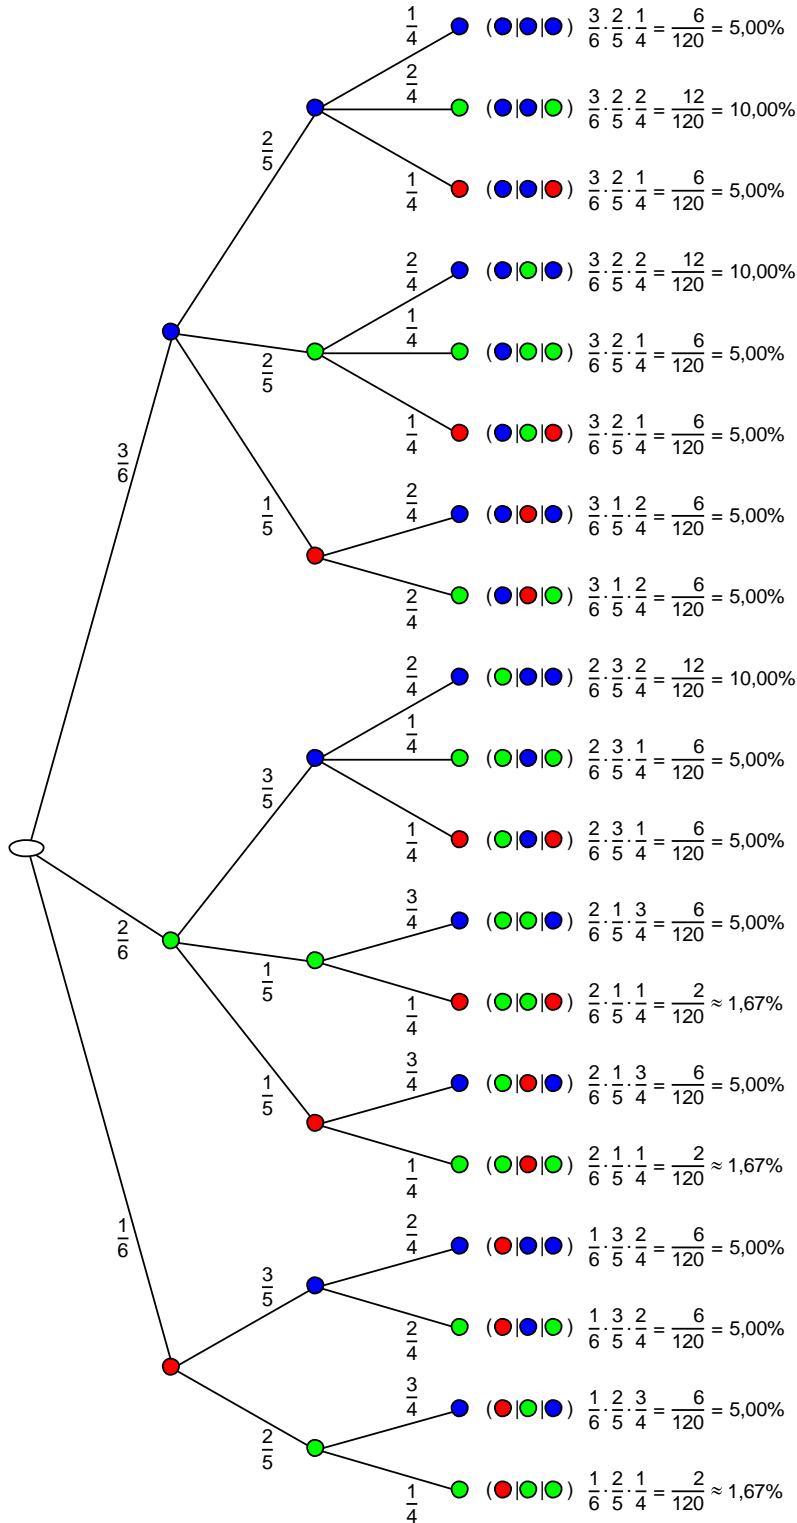 1/4 ( | | ) 3/6 · 2/5 · 1/4 = 6/120 = 5,00%
2/4 ( | | ) 3/6 · 2/5 · 2/4 = 12/120 = 10,00%
2/5
1/4 ( | | ) 3/6 · 2/5 · 1/4 = 6/120 = 5,00%
2/4 ( | | ) 3/6 · 2/5 · 2/4 = 12/120 = 10,00%
1/4 ( | | ) 3/6 · 2/5 · 1/4 = 6/120 = 5,00%
2/5
1/4 ( | | ) 3/6 · 2/5 · 1/4 = 6/120 = 5,00%
3/6
2/4 ( | | ) 3/6 · 1/5 · 2/4 = 6/120 = 5,00%
1/5
2/4 ( | | ) 3/6 · 1/5 · 2/4 = 6/120 = 5,00%
2/4 ( | | ) 2/6 · 3/5 · 2/4 = 12/120 = 10,00%
1/4 ( | | ) 2/6 · 3/5 · 1/4 = 6/120 = 5,00%
3/5
1/4 ( | | ) 2/6 · 3/5 · 1/4 = 6/120 = 5,00%
3/4 ( | | ) 2/6 · 1/5 · 3/4 = 6/120 = 5,00%
2/6
1/5
1/4 ( | | ) 2/6 · 1/5 · 1/4 = 2/120 ≈ 1,67%
3/4 ( | | ) 2/6 · 1/5 · 3/4 = 6/120 = 5,00%
1/5
1/4 ( | | ) 2/6 · 1/5 · 1/4 = 2/120 ≈ 1,67%
1/6
2/4 ( | | ) 1/6 · 3/5 · 2/4 = 6/120 = 5,00%
3/5
2/4 ( | | ) 1/6 · 3/5 · 2/4 = 6/120 = 5,00%
3/4 ( | | ) 1/6 · 2/5 · 3/4 = 6/120 = 5,00%
2/5
1/4 ( | | ) 1/6 · 2/5 · 1/4 = 2/120 ≈ 1,67%